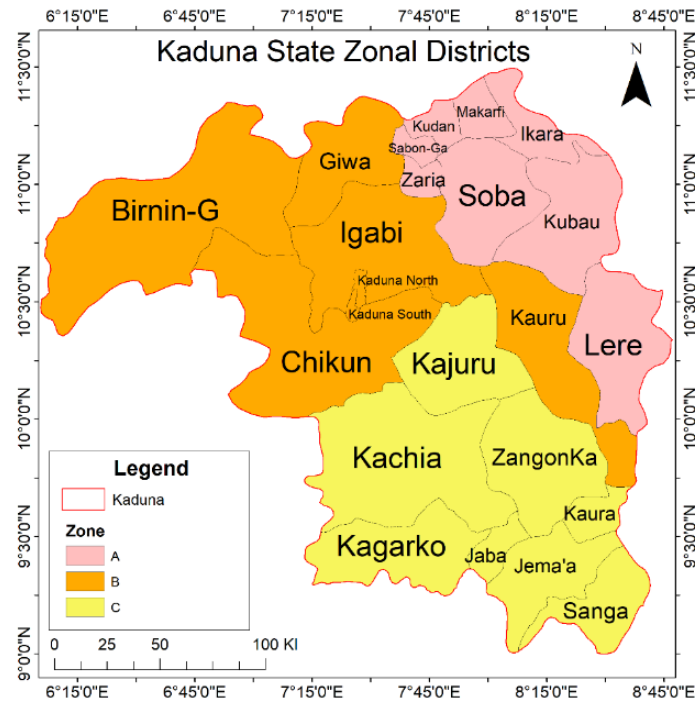 6°15'0"E 6°45'0"E 7°15'0"E 7°45'0"E 8°15'0"E 8°45'0"E
Kaduna State Zonal Districts
N
11°30'0"N
11°30'0"N
Makarfi
Kudan
Ikara
Sabon-Ga
Giwa
Zaria
11°0'0"N
11°0'0"N
Soba
Birnin-G
Kubau
Igabi
Kaduna North
10°30'0"N
10°30'0"N
Kaduna South
Kauru
Lere
Chikun
Kajuru
10°0'0"N
10°0'0"N
Kachia
ZangonKa
Legend
Kaduna
Zone
A
B
C
Kaura
9°30'0"N
9°30'0"N
Kagarko
Jaba
Jema'a
Sanga
0 25 50 100 Kl
9°0'0"N
9°0'0"N
6°15'0"E 6°45'0"E 7°15'0"E 7°45'0"E 8°15'0"E 8°45'0"E